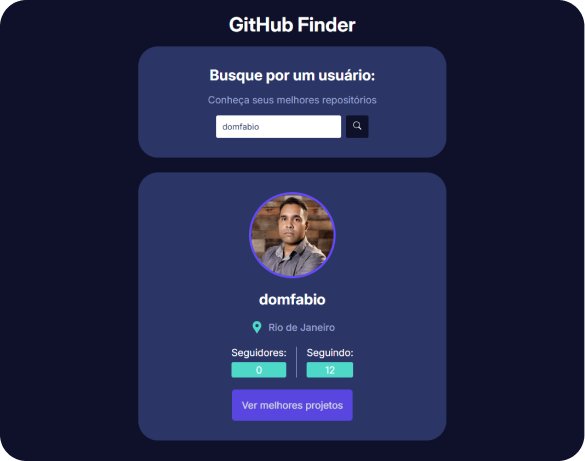 GitHub Finder
Busque por um usuário:
Conheça seus melhores repositórios
domfabio
domfabio
Rio de Janeiro
Seguidores: Seguindo:
0 12
Ver melhores projetos